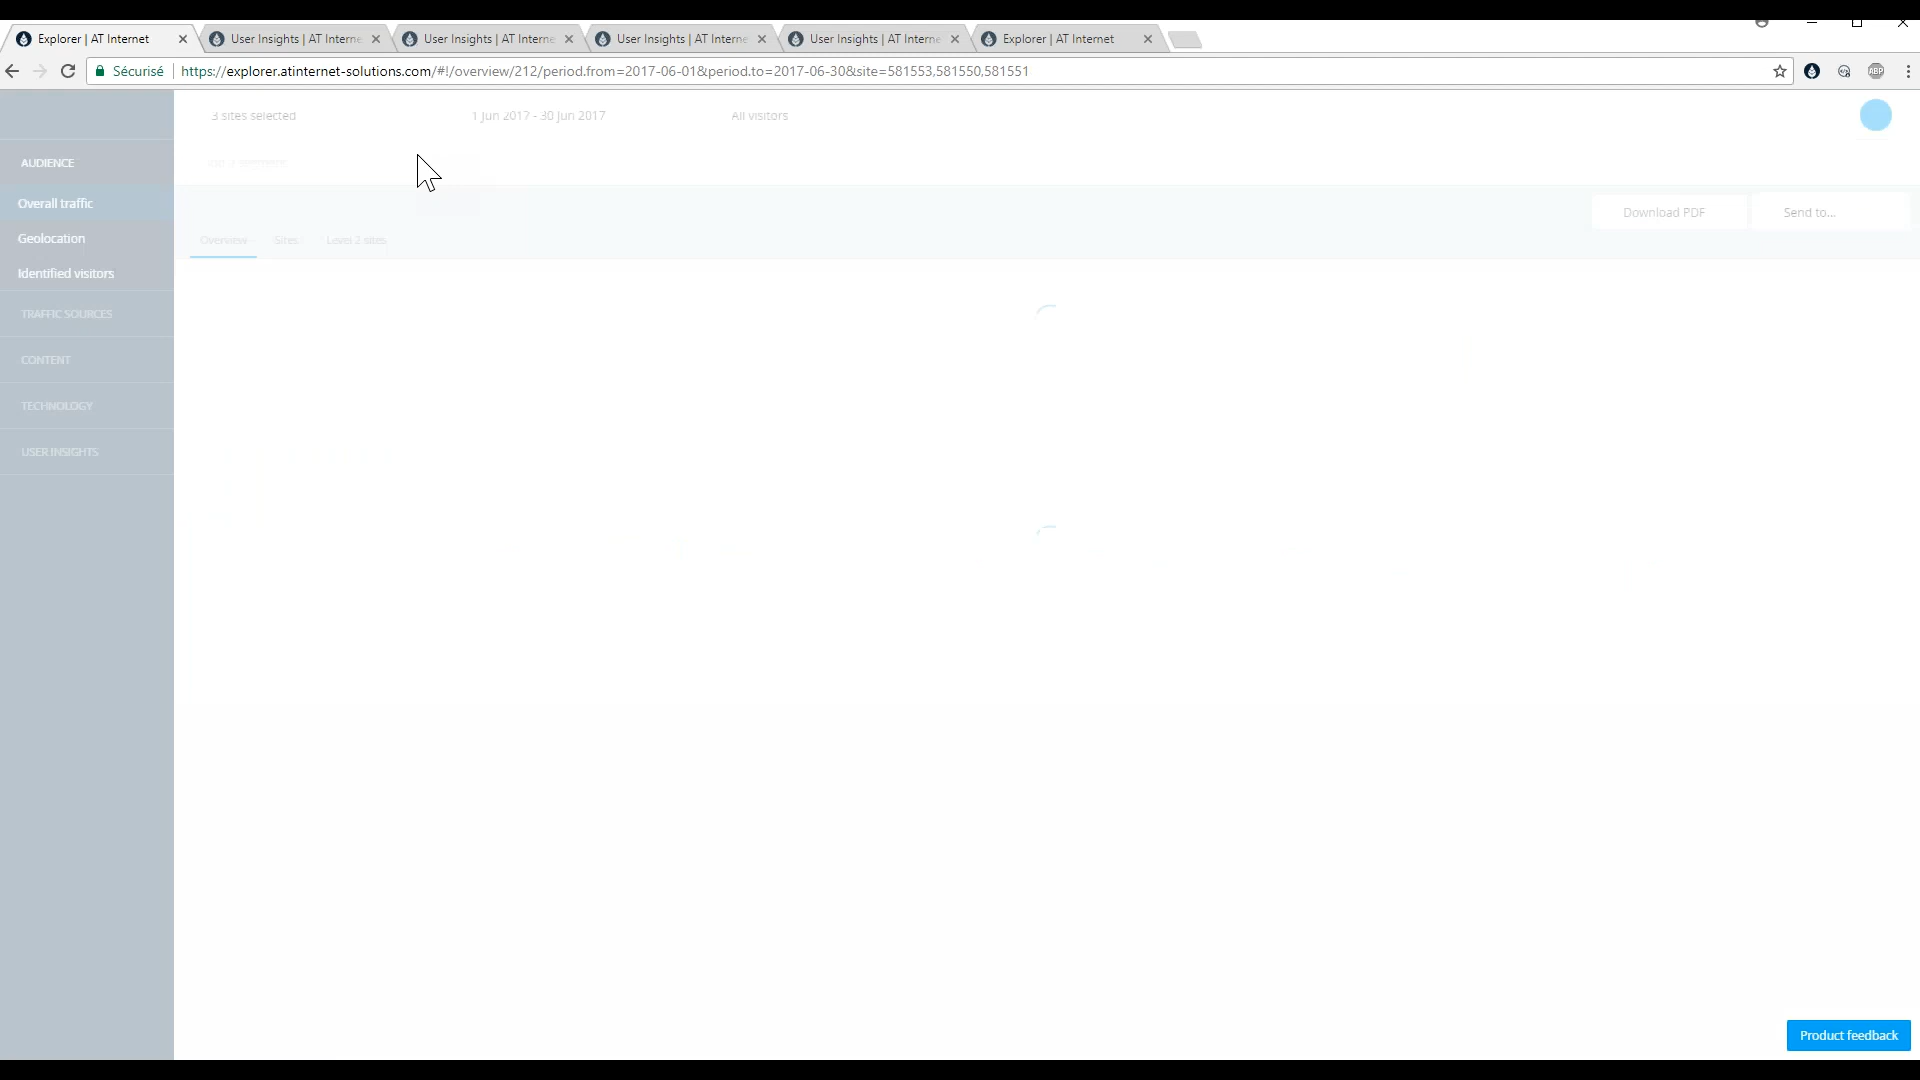 Explorer | AT Internet
User Insights | AT Interne
User Insights | AT Interne
User Insights | AT Interne
User Insights | AT Interne
Explorer | AT Internet
Sécurisé
https://explorer.atinternet-solutions.com/#!/overview/212/period.from=2017-06-01&period.to=2017-06-30&site=581553,581550,581551
ABP
3 sites selected
1 Jun 2017 - 30 Jun 2017
All visitors
AUDIENCE
Overall traffic
Download PDF
Send to...
Geolocation
Overview
Sites
Level 2 sites
Identified visitors
TRAFFIC SOURCES
CONTENT
TECHNOLOGY
USER INSIGHTS
Product feedback